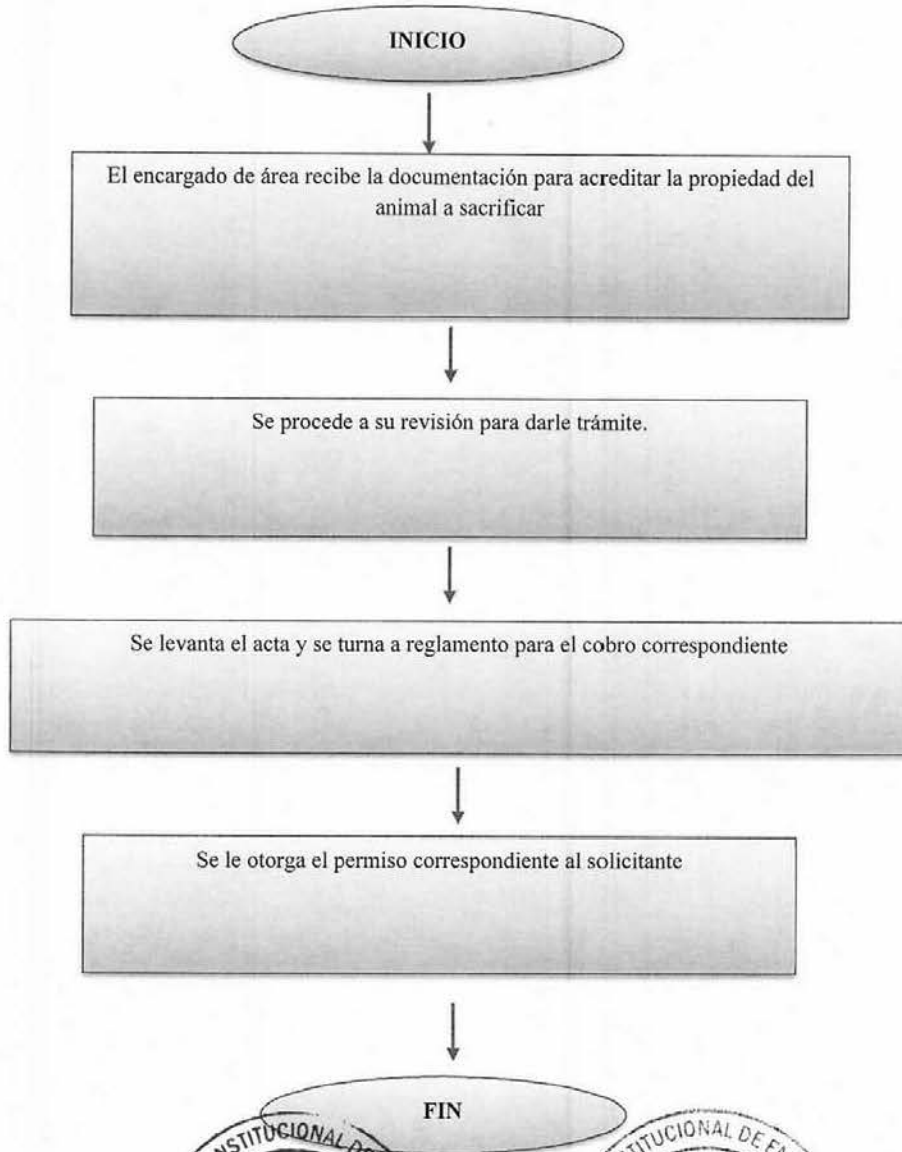 INICIO
El encargado de área recibe la documentación para acreditar la propiedad del
animal a sacrificar
Se procede a su revisión para darle trámite.
Se levanta el acta y se turna a reglamento para el cobro correspondiente
Se le otorga el permiso correspondiente al solicitante
FIN